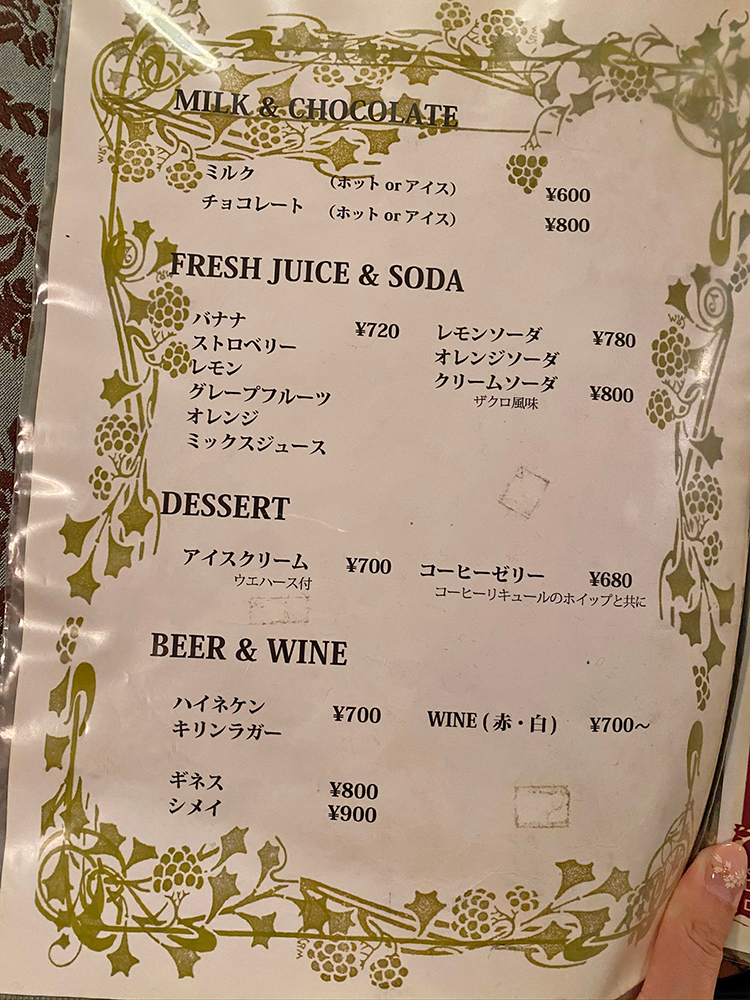 MILK & CHOCOLATE
ミルク (ホット or アイス) ¥600
チョコレート (ホット or アイス) ¥800
FRESH JUICE & SODA
バナナ ¥720
ストロベリー
レモン
グレープフルーツ
オレンジ
ミックスジュース
レモンソーダ ¥780
オレンジソーダ
クリームソーダ ¥800
ザクロ風味
DESSERT
アイスクリーム ¥700
ウエハース付
コーヒーゼリー ¥680
コーヒーリキュールのホイップと共に
BEER & WINE
ハイネケン ¥700
キリンラガー
ギネス ¥800
シメイ ¥900
WINE ( 赤・白 ) ¥700〜